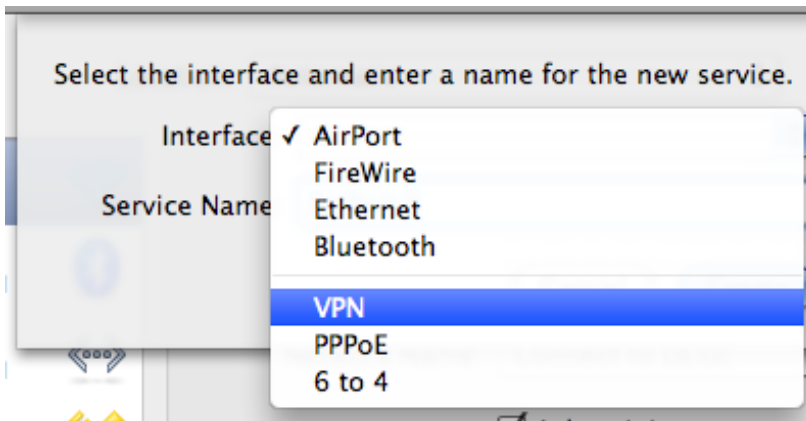 Select the interface and enter a name for the new service.
Interface ✓ AirPort
FireWire
Service Name Ethernet
Bluetooth
VPN
PPPoE
6 to 4